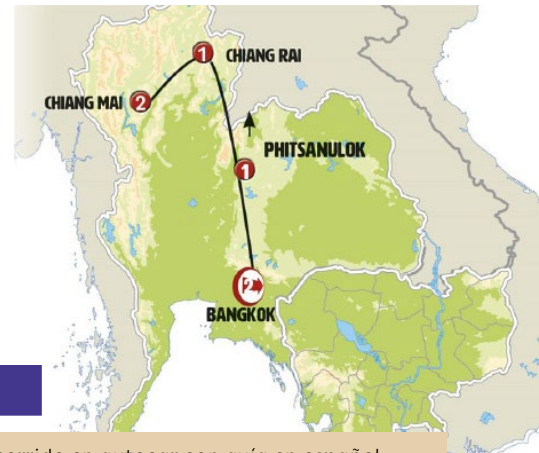 1 CHIANG RAI
CHIANG MAI 2
PHITSANULOK
1
2
BANGKOK
en autocar con guía en español